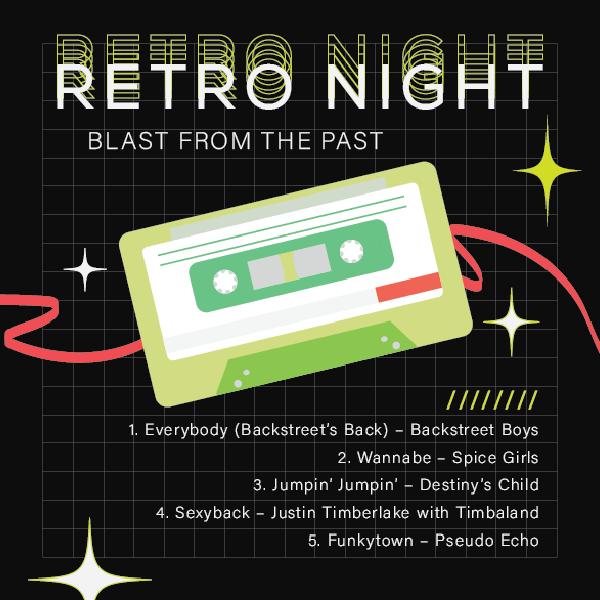 RETRO NIGHT
BLAST FROM THE PAST
1. Everybody (Backstreet's Back) – Backstreet Boys
2. Wannabe – Spice Girls
3. Jumpin' Jumpin' – Destiny's Child
4. Sexyback – Justin Timberlake with Timbaland
5. Funkytown – Pseudo Echo